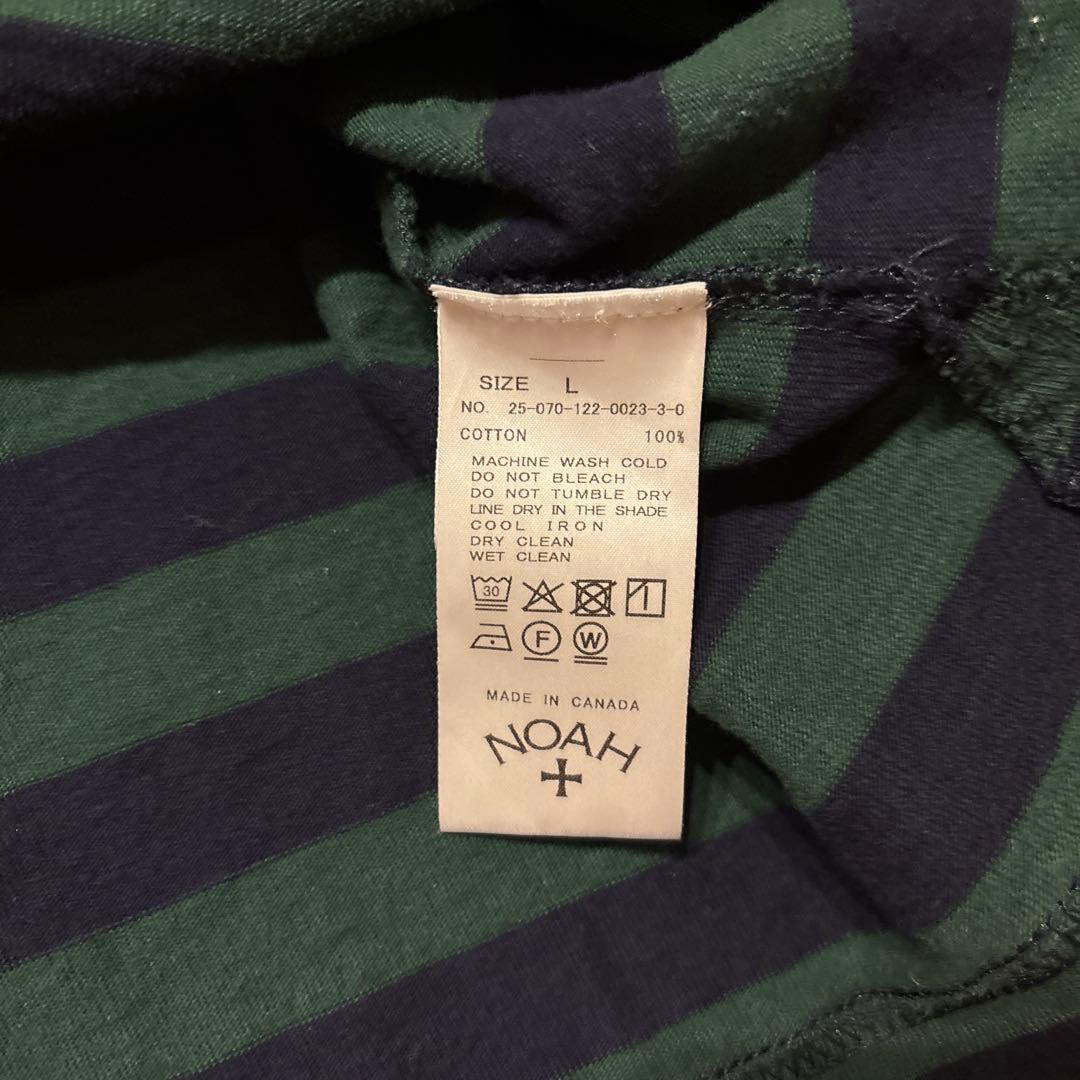 SIZE L
NO. 25-070-122-0023-3-0
COTTON 100%
MACHINE WASH COLD
DO NOT BLEACH
DO NOT TUMBLE DRY
LINE DRY IN THE SHADE
COOL IRON
DRY CLEAN
WET CLEAN
30
F W
MADE IN CANADA
NOAH